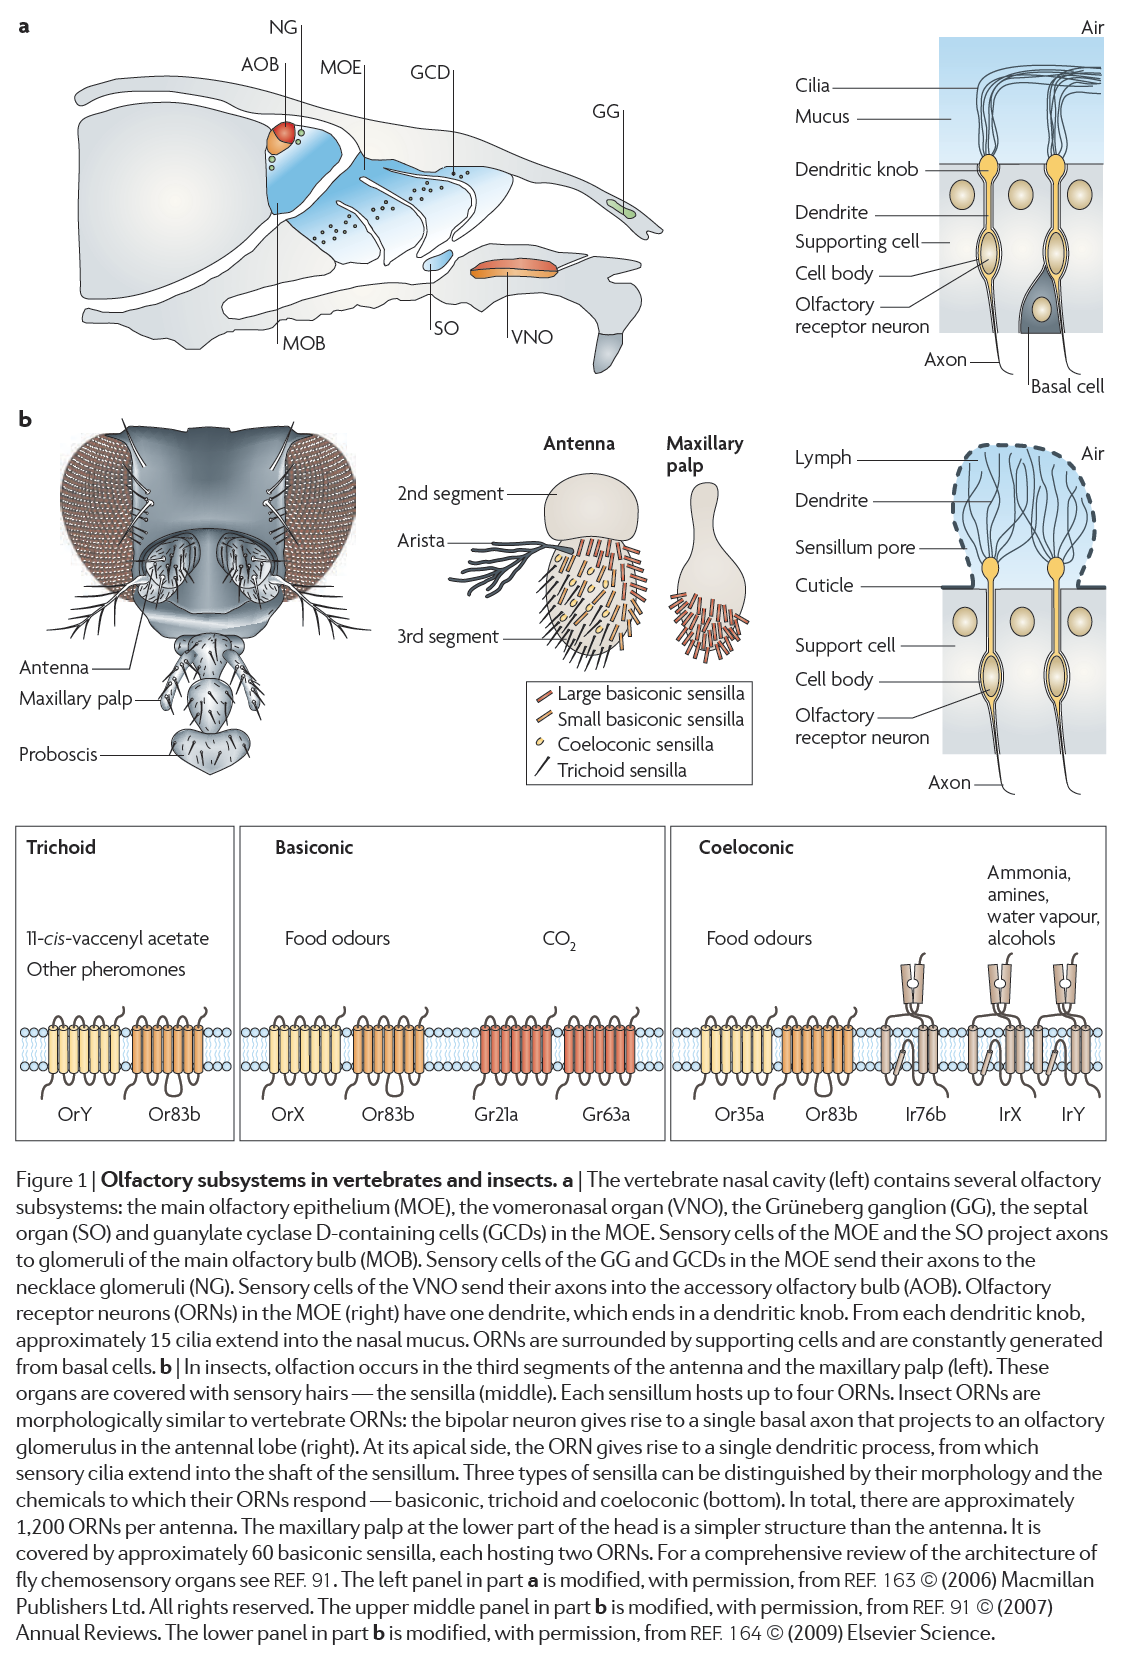 a
NG
AOB
MOE
GCD
GG
SO
VNO
MOB
Air
Cilia
Mucus
Dendritic knob
Dendrite
Supporting cell
Cell body
Olfactory
receptor neuron
Axon
Basal cell
b
Antenna
Maxillary palp
Proboscis
Antenna
Maxillary
palp
2nd segment
Arista
3rd segment
Large basiconic sensilla
Small basiconic sensilla
Coeloconic sensilla
Trichoid sensilla
Lymph
Air
Dendrite
Sensillum pore
Cuticle
Support cell
Cell body
Olfactory
receptor neuron
Axon
Trichoid
11-cis-vaccenyl acetate
Other pheromones
OrY
Or83b
Basiconic
Food odours
CO2
OrX
Or83b
Gr21a
Gr63a
Coeloconic
Food odours
Ammonia,
amines,
water vapour,
alcohols
Or35a
Or83b
Ir76b
IrX
IrY
Figure 1 | Olfactory subsystems in vertebrates and insects. a | The vertebrate nasal cavity (left) contains several olfactory
subsystems: the main olfactory epithelium (MOE), the vomeronasal organ (VNO), the Grüneberg ganglion (GG), the septal
organ (SO) and guanylate cyclase D-containing cells (GCDs) in the MOE. Sensory cells of the MOE and the SO project axons
to glomeruli of the main olfactory bulb (MOB). Sensory cells of the GG and GCDs in the MOE send their axons to the
necklace glomeruli (NG). Sensory cells of the VNO send their axons into the accessory olfactory bulb (AOB). Olfactory
receptor neurons (ORNs) in the MOE (right) have one dendrite, which ends in a dendritic knob. From each dendritic knob,
approximately 15 cilia extend into the nasal mucus. ORNs are surrounded by supporting cells and are constantly generated
from basal cells. b | In insects, olfaction occurs in the third segments of the antenna and the maxillary palp (left). These
organs are covered with sensory hairs — the sensilla (middle). Each sensillum hosts up to four ORNs. Insect ORNs are
morphologically similar to vertebrate ORNs: the bipolar neuron gives rise to a single basal axon that projects to an olfactory
glomerulus in the antennal lobe (right). At its apical side, the ORN gives rise to a single dendritic process, from which
sensory cilia extend into the shaft of the sensillum. Three types of sensilla can be distinguished by their morphology and the
chemicals to which their ORNs respond — basiconic, trichoid and coeloconic (bottom). In total, there are approximately
1,200 ORNs per antenna. The maxillary palp at the lower part of the head is a simpler structure than the antenna. It is
covered by approximately 60 basiconic sensilla, each hosting two ORNs. For a comprehensive review of the architecture of
fly chemosensory organs see REF. 91. The left panel in part a is modified, with permission, from REF. 163 © (2006) Macmillan
Publishers Ltd. All rights reserved. The upper middle panel in part b is modified, with permission, from REF. 91 © (2007)
Annual Reviews. The lower panel in part b is modified, with permission, from REF. 164 © (2009) Elsevier Science.